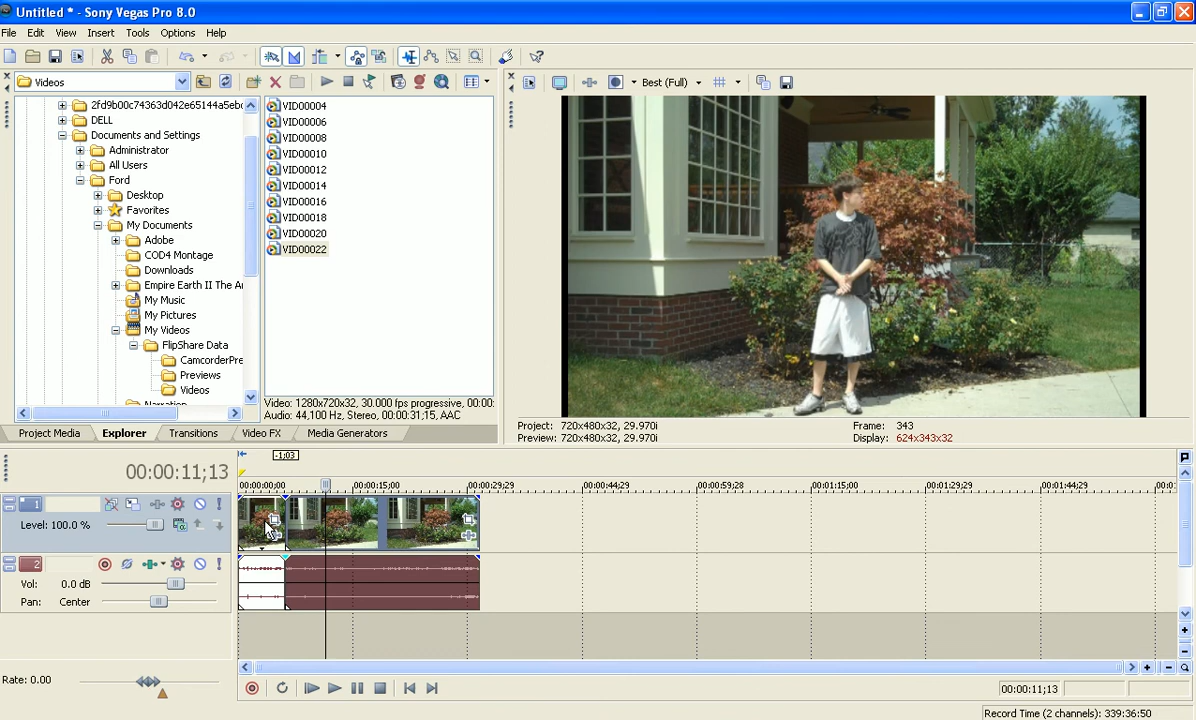 Untitled * - Sony Vegas Pro 8.0
File Edit View Insert Tools Options Help
Videos
Best (Full)
2fd9b00c74363d042e65144a5ebd
DELL
Documents and Settings
Administrator
All Users
Ford
Desktop
Favorites
My Documents
Adobe
COD4 Montage
Downloads
Empire Earth II The Ar
My Music
My Pictures
My Videos
FlipShare Data
CamcorderPre
Previews
Videos
Narration
VID00004
VID00006
VID00008
VID00010
VID00012
VID00014
VID00016
VID00018
VID00020
VID00022
Video: 1280x720x32, 30.000 fps progressive, 00:00:
Audio: 44,100 Hz, Stereo, 00:00:31;15, AAC
Project: 720x480x32, 29.970i
Frame: 343
Preview: 720x480x32, 29.970i
Display: 624x343x32
Project Media Explorer Transitions Video FX Media Generators
00:00:11;13
-1;03
00:00:00;00 00:00:15;00 00:00:29;29 00:00:44;29 00:00:59;28 00:01:15;00 00:01:29;29 00:01:44;29 00:0
1
Level: 100.0 %
2
Vol: 0.0 dB
Pan: Center
Rate: 0.00
00:00:11;13
Record Time (2 channels): 339:36:50